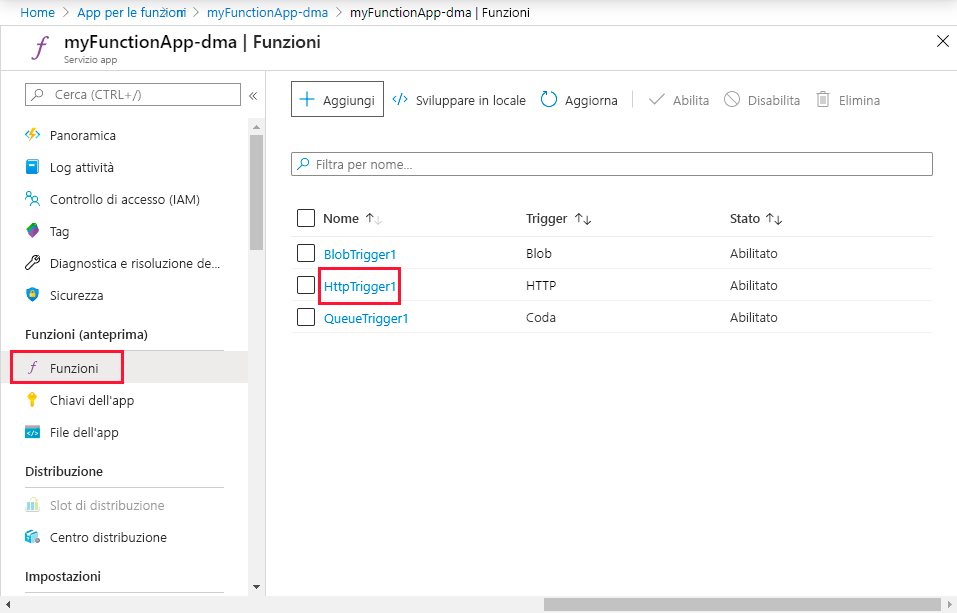 Home > App per le funzioni > myFunctionApp-dma > myFunctionApp-dma | Funzioni
myFunctionApp-dma | Funzioni
Servizio app
Cerca (CTRL+/)
«
Panoramica
Log attività
Controllo di accesso (IAM)
Tag
Diagnostica e risoluzione de...
Sicurezza
Funzioni (anteprima)
Funzioni
Chiavi dell'app
File dell'app
Distribuzione
Slot di distribuzione
Centro distribuzione
Impostazioni
Aggiungi Sviluppare in locale Aggiorna Abilita Disabilita Elimina
Filtra per nome...
Nome Trigger Stato
BlobTrigger1 Blob Abilitato
HttpTrigger1 HTTP Abilitato
QueueTrigger1 Coda Abilitato